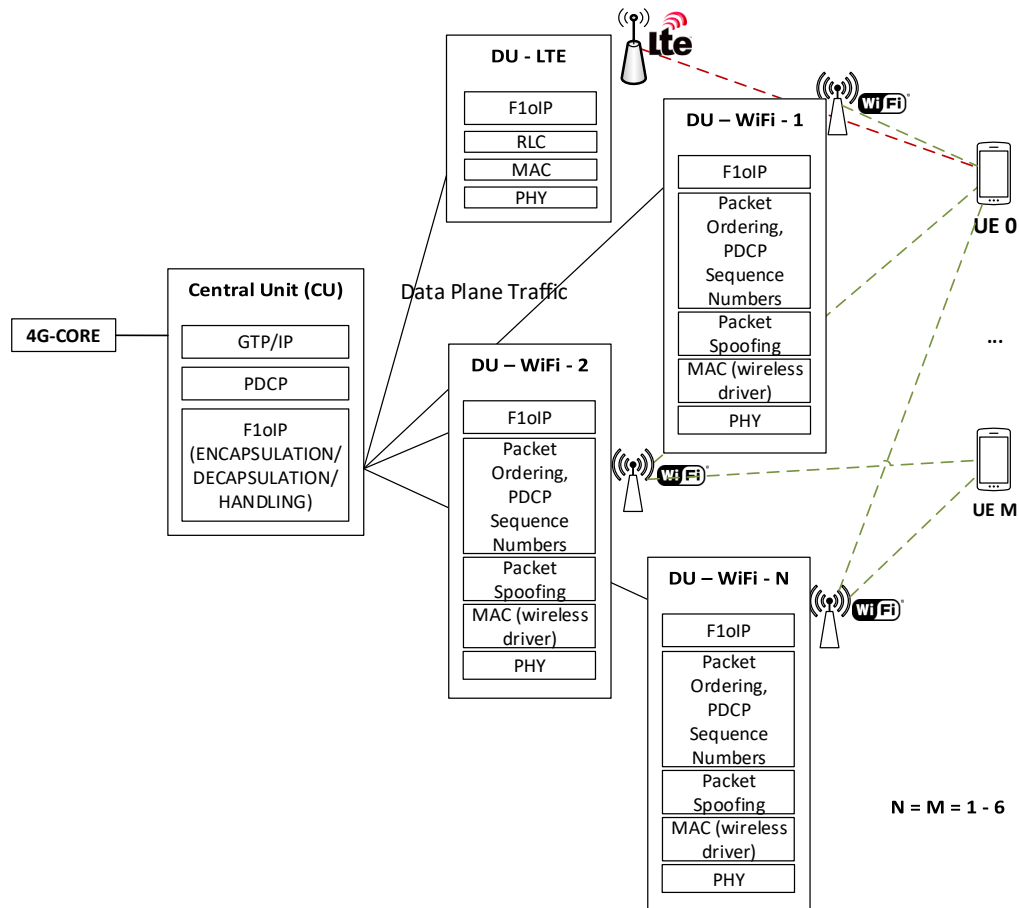 DU - LTE
F1oIP
RLC
MAC
PHY
Lte
WiFi
DU – WiFi - 1
F1oIP
Packet
Ordering,
PDCP
Sequence
Numbers
Packet
Spoofing
MAC (wireless
driver)
PHY
UE 0
...
Central Unit (CU)
GTP/IP
PDCP
F1oIP
(ENCAPSULATION/
DECAPSULATION/
HANDLING)
4G-CORE
Data Plane Traffic
DU – WiFi - 2
F1oIP
Packet
Ordering,
PDCP
Sequence
Numbers
Packet
Spoofing
MAC (wireless
driver)
PHY
WiFi
UE M
DU – WiFi - N
F1oIP
Packet
Ordering,
PDCP
Sequence
Numbers
Packet
Spoofing
MAC (wireless
driver)
PHY
WiFi
N = M = 1 - 6